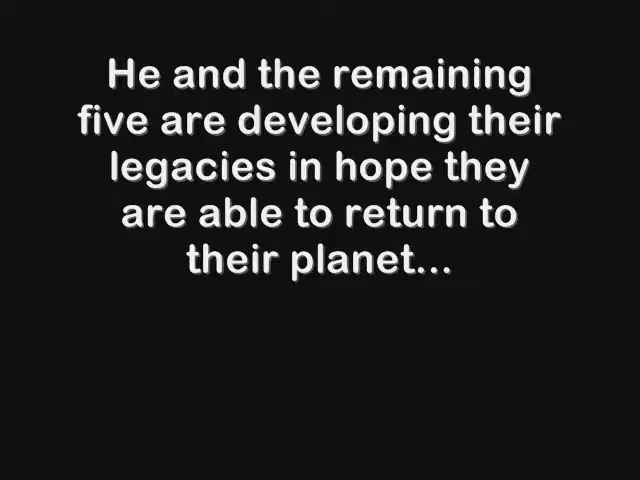 He and the remaining
five are developing their
legacies in hope they
are able to return to
their planet...